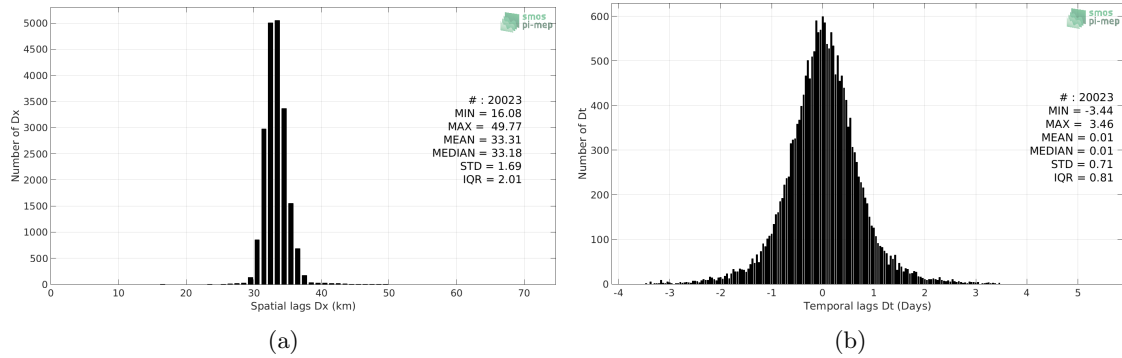 smos
pi-mep
5000
4500
4000
3500
3000
2500
2000
1500
1000
500
0
Number of Dx
# : 20023
MIN = 16.08
MAX = 49.77
MEAN = 33.31
MEDIAN = 33.18
STD = 1.69
IQR = 2.01
0 10 20 30 40 50 60 70
Spatial lags Dx (km)
(a)
smos
pi-mep
600
500
400
300
200
100
0
Number of Dt
# : 20023
MIN = -3.44
MAX = 3.46
MEAN = 0.01
MEDIAN = 0.01
STD = 0.71
IQR = 0.81
-4 -3 -2 -1 0 1 2 3 4 5
Temporal lags Dt (Days)
(b)